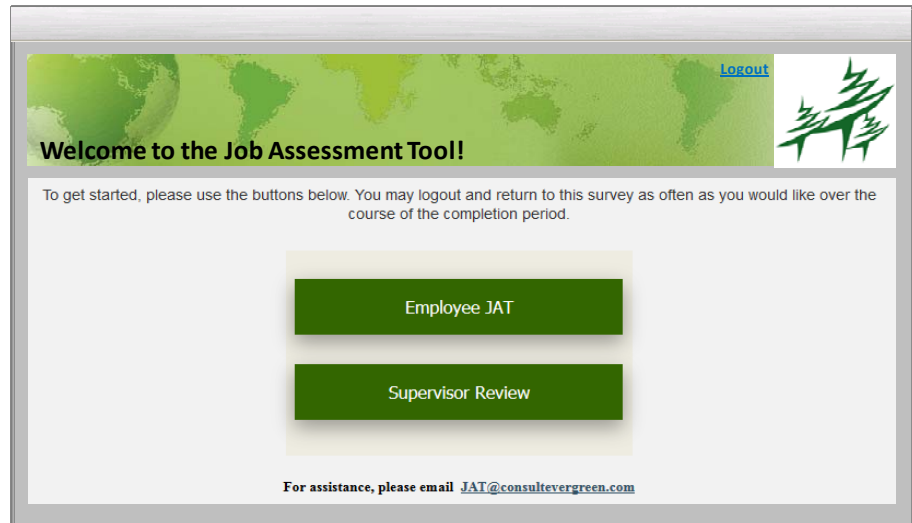 Logout
Welcome to the Job Assessment Tool!
To get started, please use the buttons below. You may logout and return to this survey as often as you would like over the
course of the completion period.
Employee JAT
Supervisor Review
For assistance, please email JAT@consultevergreen.com